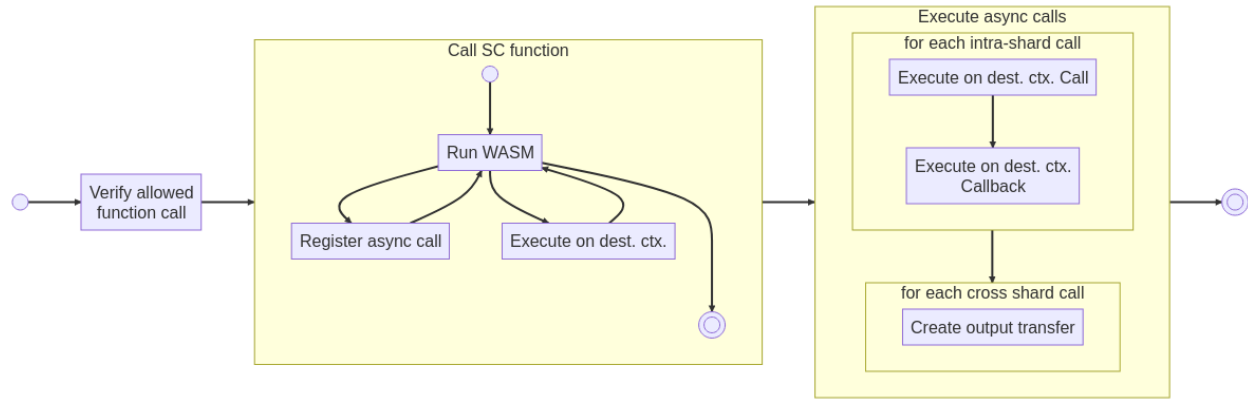 Verify allowed
function call
Call SC function
Run WASM
Register async call
Execute on dest. ctx.
Execute async calls
for each intra-shard call
Execute on dest. ctx. Call
Execute on dest. ctx.
Callback
for each cross shard call
Create output transfer